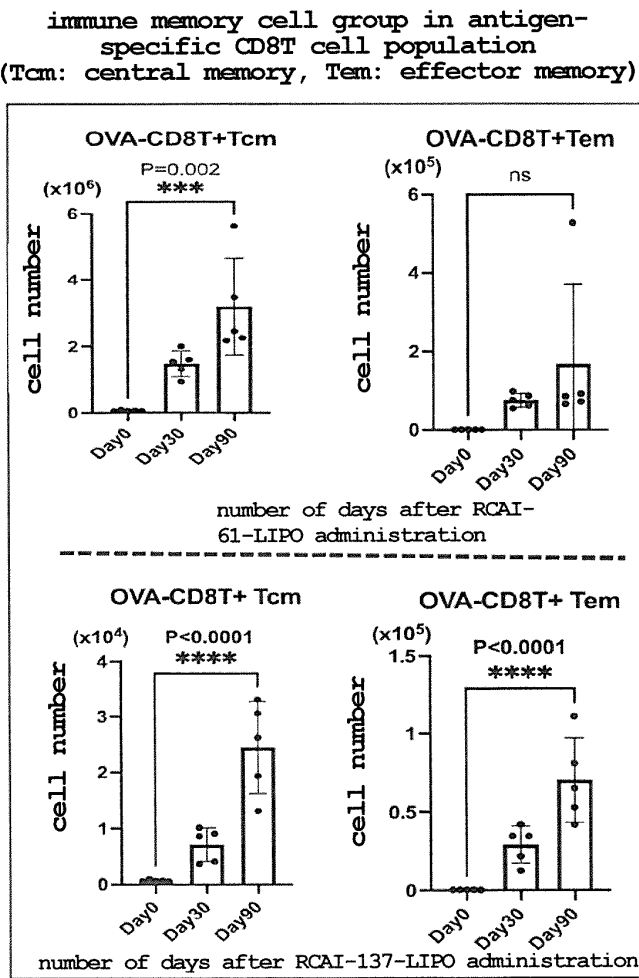 immune memory cell group in antigen-
specific CD8T cell population
(Tcm: central memory, Tem: effector memory)
OVA-CD8T+Tcm
P=0.002
(x10⁶)
***
6
4
2
0
cell number
Day0
Day30
Day90
OVA-CD8T+Tem
(x10⁵)
ns
6
4
2
0
cell number
Day0
Day30
Day90
number of days after RCAI-
61-LIPO administration
OVA-CD8T+ Tcm
(x10⁴)
P<0.0001
****
4
3
2
1
0
cell number
Day0
Day30
Day90
OVA-CD8T+ Tem
(x10⁵)
P<0.0001
****
1.5
1
0.5
0
cell number
Day0
Day30
Day90
number of days after RCAI-137-LIPO administration